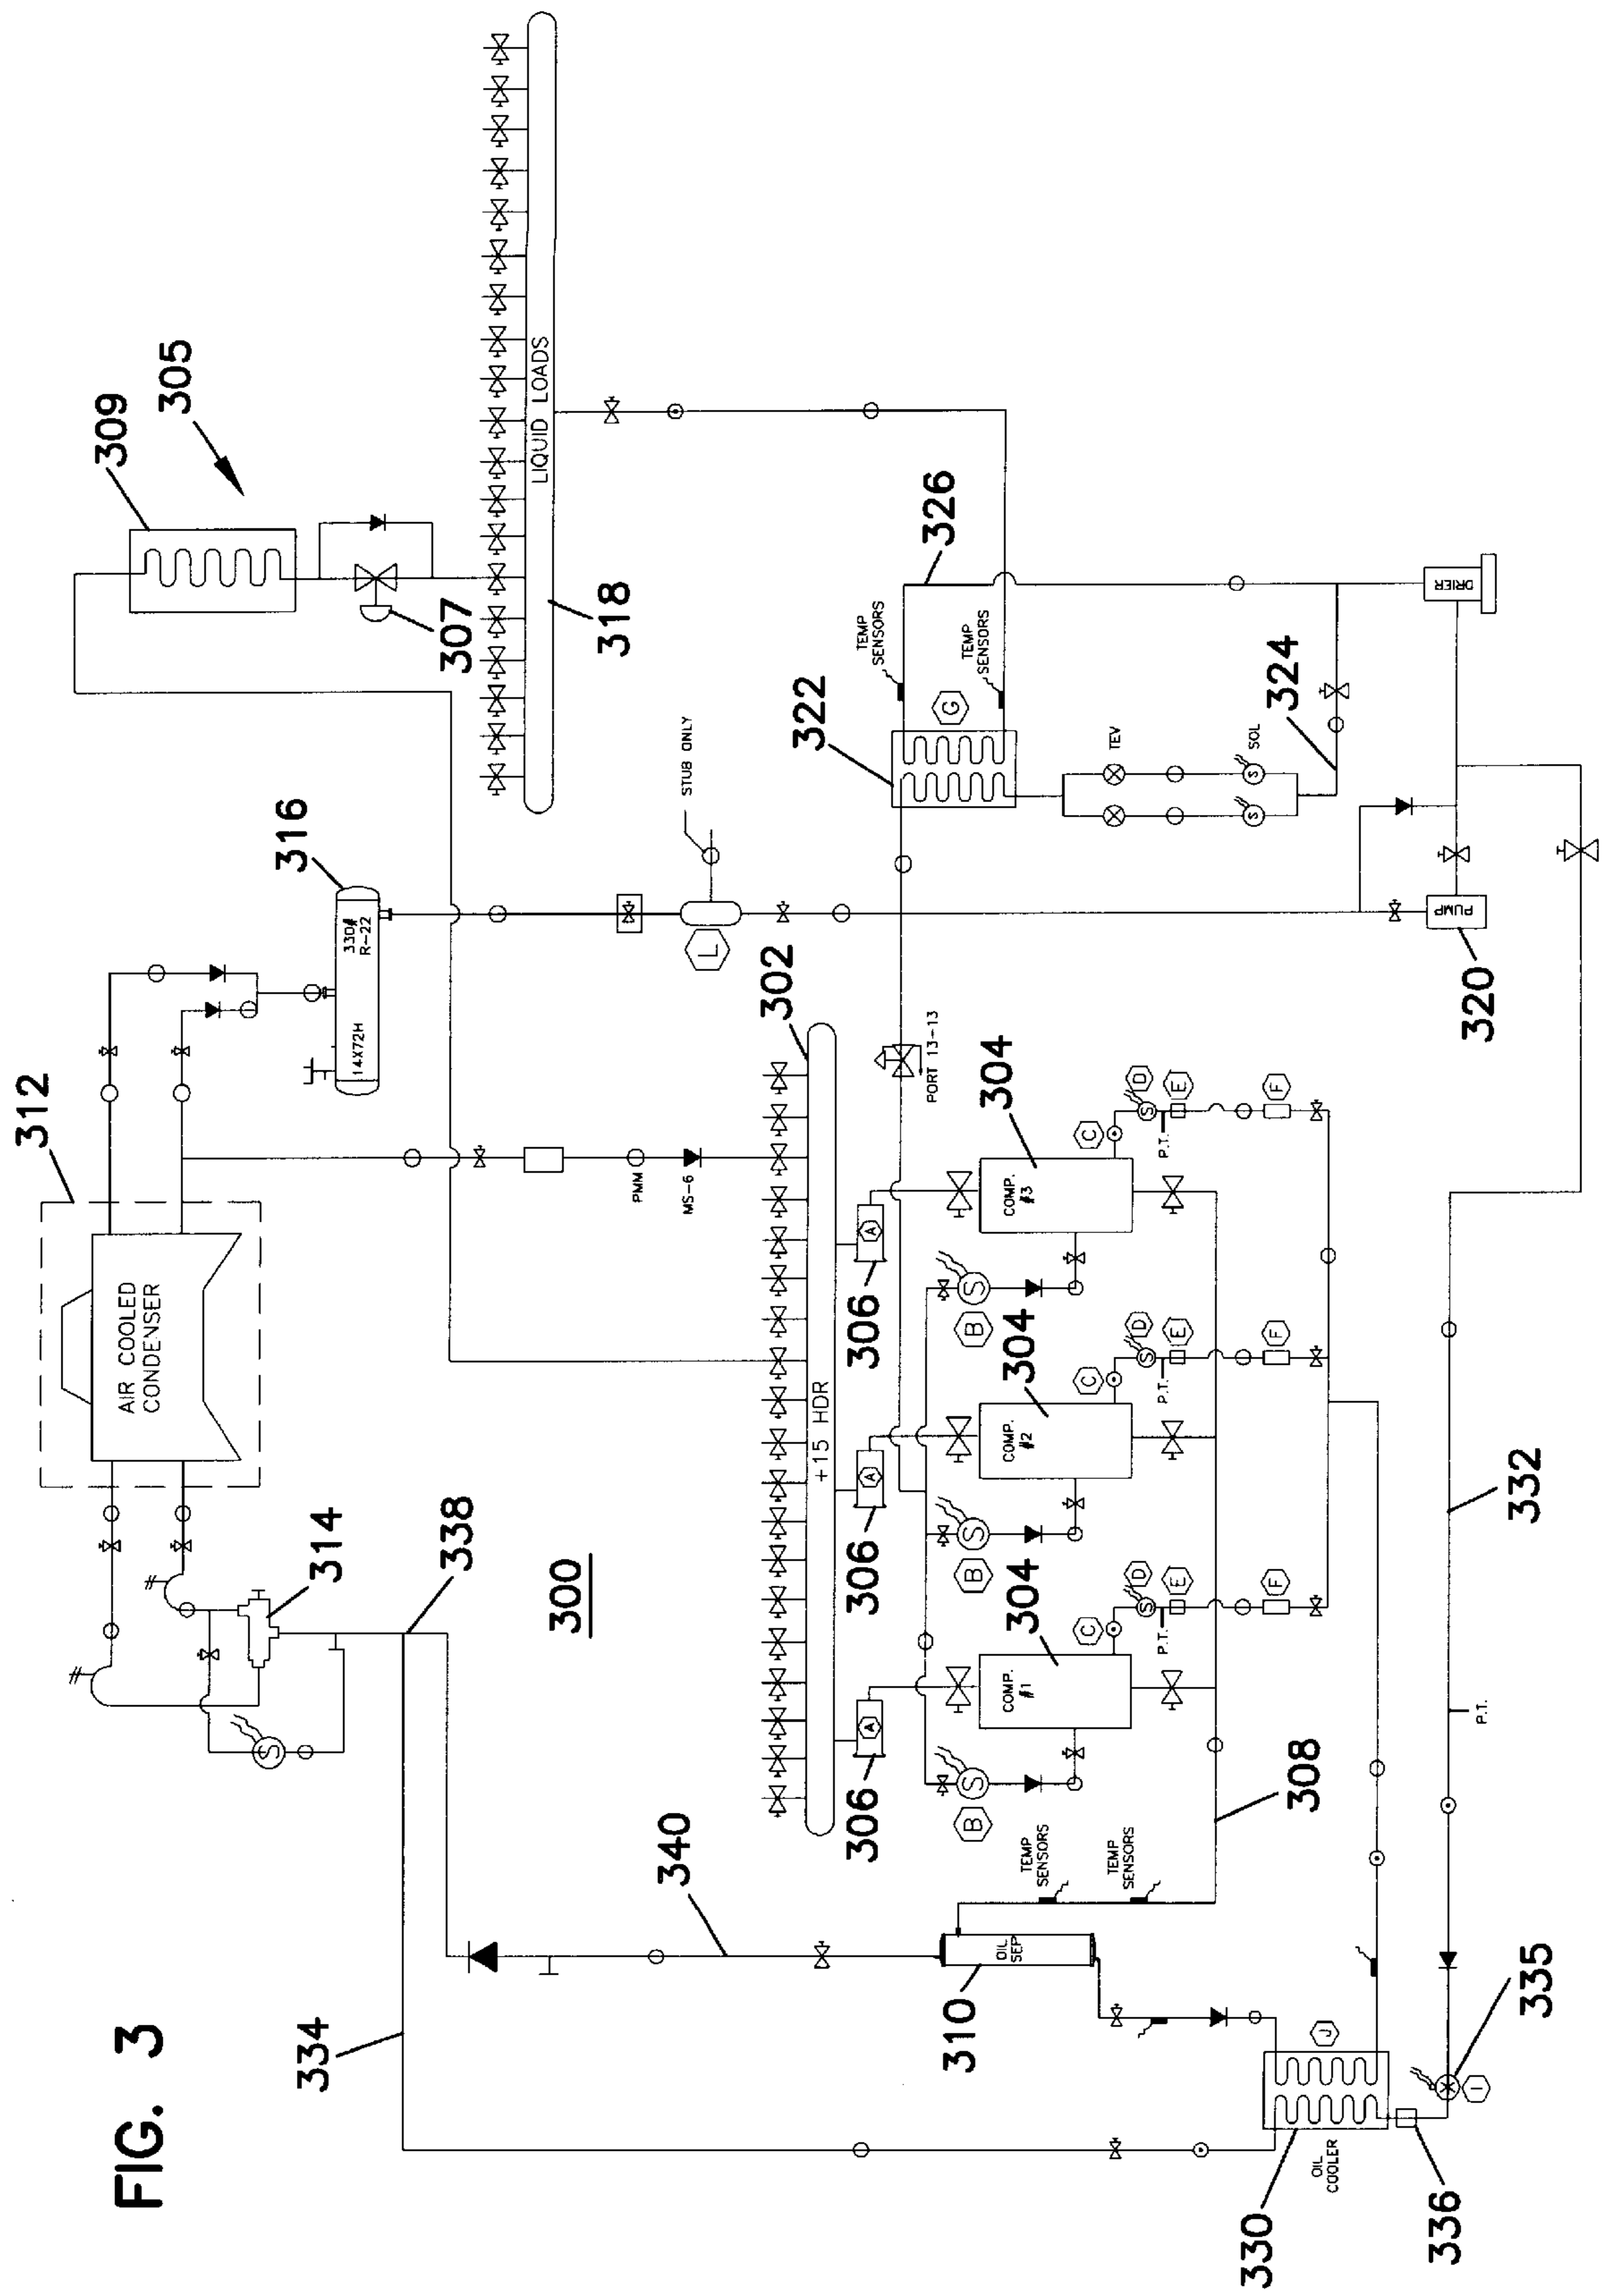 FIG. 3
312
AIR COOLED
CONDENSER
314
338
334
340
300
316
14X72H
330#
R-22
309
305
307
LIQUID LOADS
318
STUB ONLY
L
PMM
MS-6
302
+15 HDR
306
A
306
A
306
A
B
B
B
304
COMP.
#1
304
COMP.
#2
304
COMP.
#3
S
S
S
S
C
C
C
D
D
D
S
S
S
E
E
E
P.T.
P.T.
P.T.
F
F
F
PORT 13-13
322
G
TEMP
SENSORS
TEMP
SENSORS
326
TEV
SOL
S
S
324
DRIER
PUMP
320
308
TEMP
SENSORS
TEMP
SENSORS
OIL
SEP
310
J
330
OIL
COOLER
336
335
I
P.T.
332